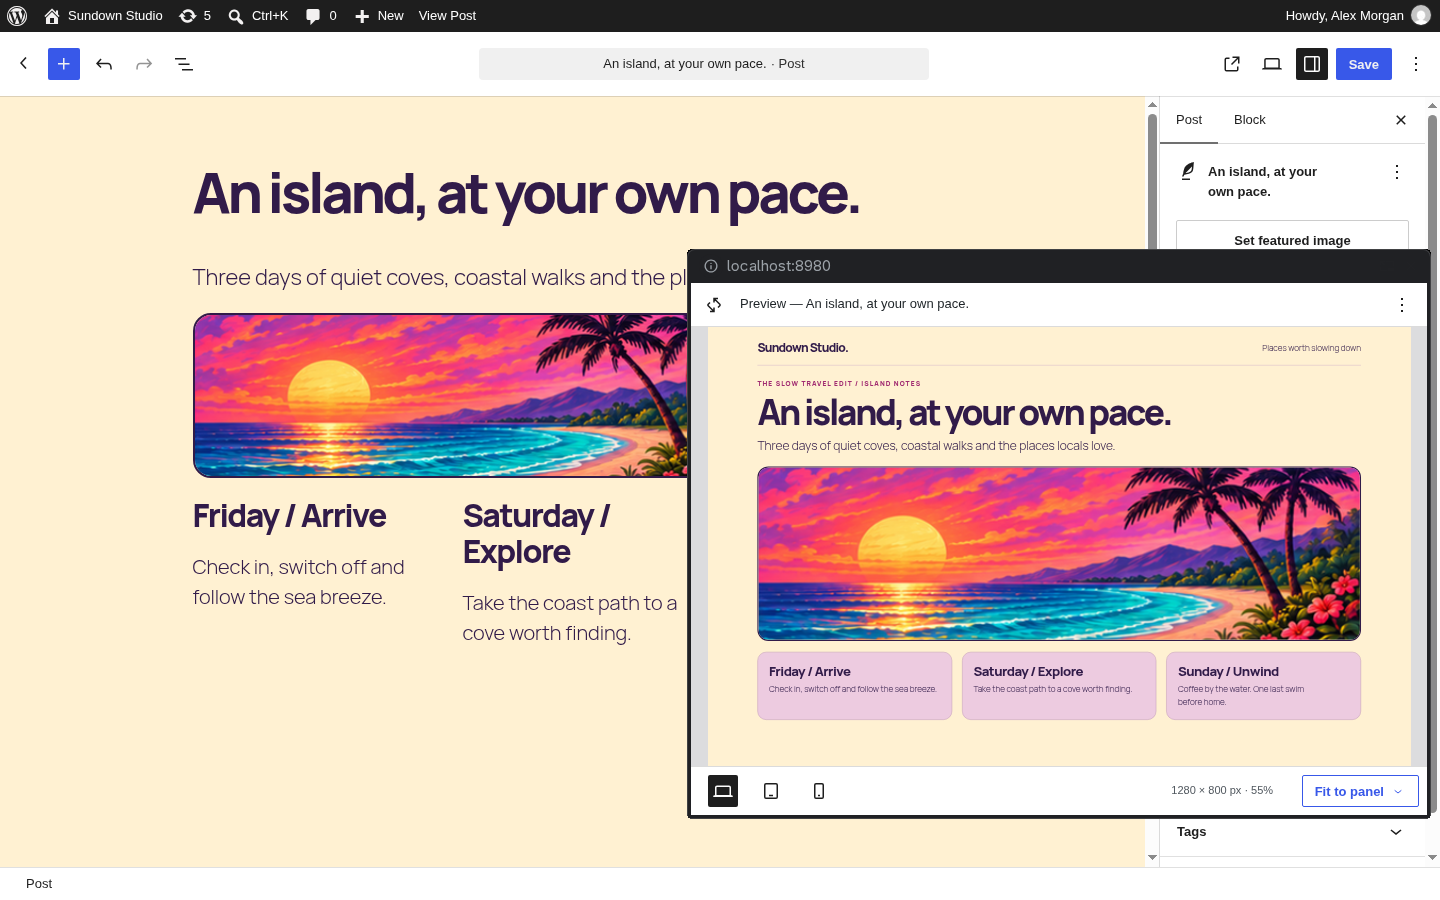 Sundown Studio
5
Ctrl+K
0
New
View Post
Howdy, Alex Morgan
An island, at your own pace. · Post
Save
An island, at your own pace.
Three days of quiet coves, coastal walks and the pl
Friday / Arrive
Check in, switch off and
follow the sea breeze.
Saturday /
Explore
Take the coast path to a
cove worth finding.
Post
Block
An island, at your
own pace.
Set featured image
localhost:8980
Preview — An island, at your own pace.
Sundown Studio.
Places worth slowing down
THE SLOW TRAVEL EDIT / ISLAND NOTES
An island, at your own pace.
Three days of quiet coves, coastal walks and the places locals love.
Friday / Arrive
Check in, switch off and follow the sea breeze.
Saturday / Explore
Take the coast path to a cove worth finding.
Sunday / Unwind
Coffee by the water. One last swim
before home.
1280 × 800 px · 55%
Fit to panel
Tags
Post